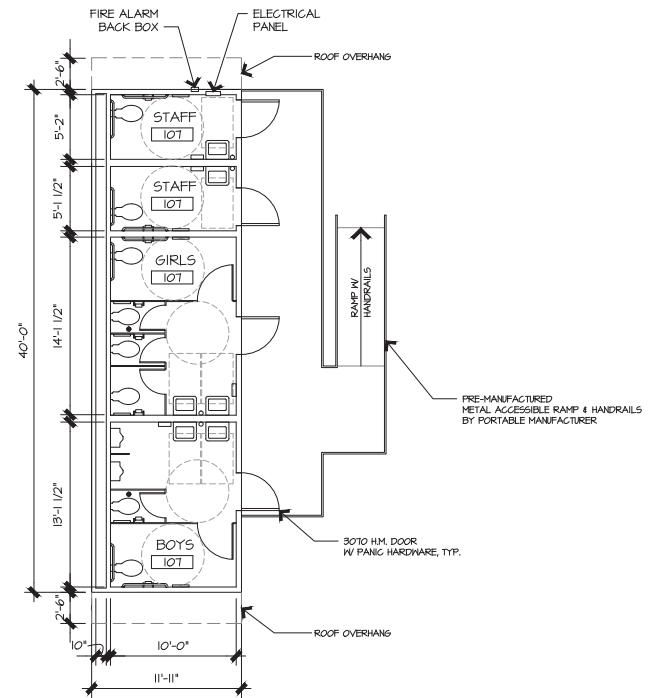 FIRE ALARM
BACK BOX
ELECTRICAL
PANEL
ROOF OVERHANG
2'-6"
5'-2"
STAFF
107
5'-1 1/2"
STAFF
107
GIRLS
107
14'-1 1/2"
40'-0"
RAMP W/
HANDRAILS
PRE-MANUFACTURED
METAL ACCESSIBLE RAMP & HANDRAILS
BY PORTABLE MANUFACTURER
13'-1 1/2"
BOYS
107
3070 H.M. DOOR
W/ PANIC HARDWARE, TYP.
2'-6"
ROOF OVERHANG
10"
10'-0"
11'-11"